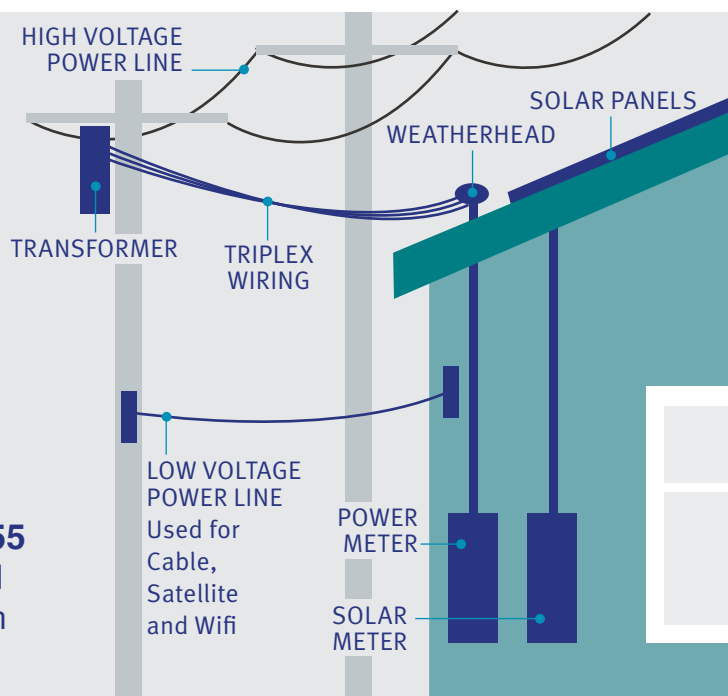 HIGH VOLTAGE
POWER LINE
SOLAR PANELS
WEATHERHEAD
TRANSFORMER
TRIPLEX
WIRING
LOW VOLTAGE
POWER LINE
Used for
Cable,
Satellite
and Wifi
POWER
METER
SOLAR
METER
55